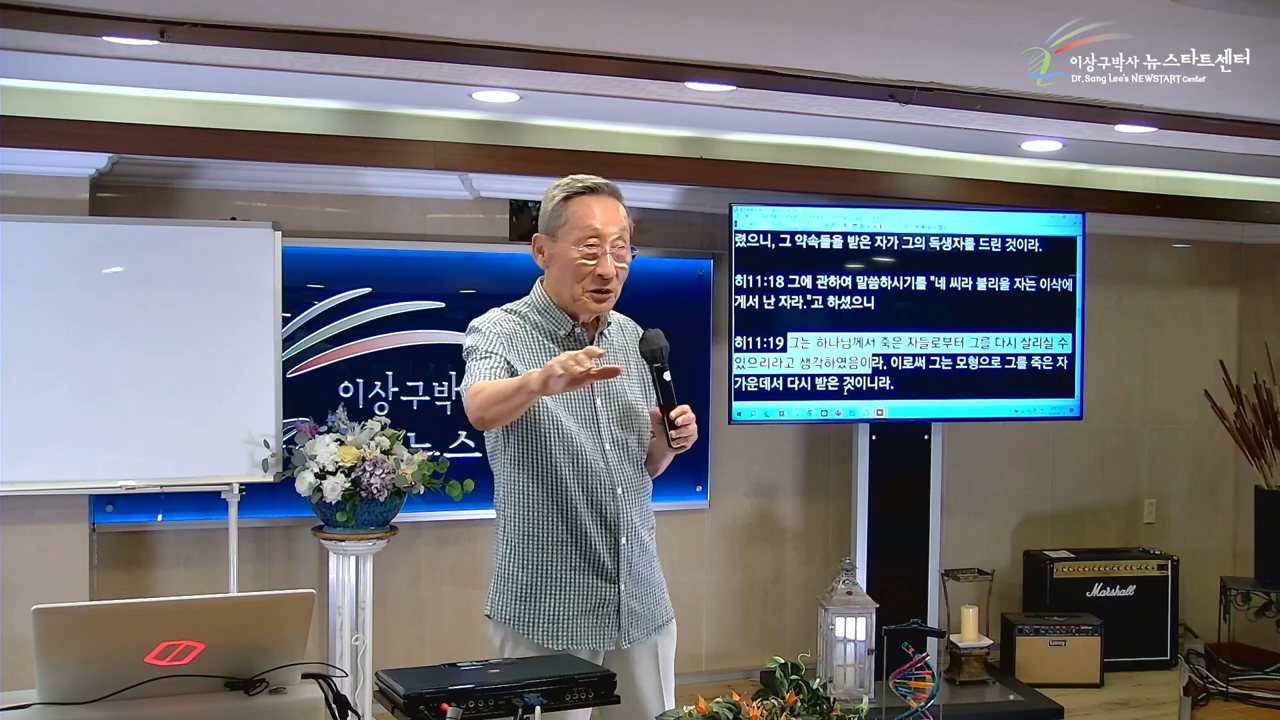 이상구박사 뉴스타트센터
Dr. Sang Lee's NEWSTART Center
렸으니, 그 약속들을 받은 자가 그의 독생자를 드린 것이라.
히11:18 그에 관하여 말씀하시기를 "네 씨라 불리울 자는 이삭에
게서 난 자라."고 하셨으니
히11:19 그는 하나님께서 죽은 자들로부터 그를 다시 살리실 수
있으리라고 생각하였음이라. 이로써 그는 모형으로 그를 죽은 자
가운데서 다시 받은 것이니라.
이상구박
뉴스
Marshall
Laney